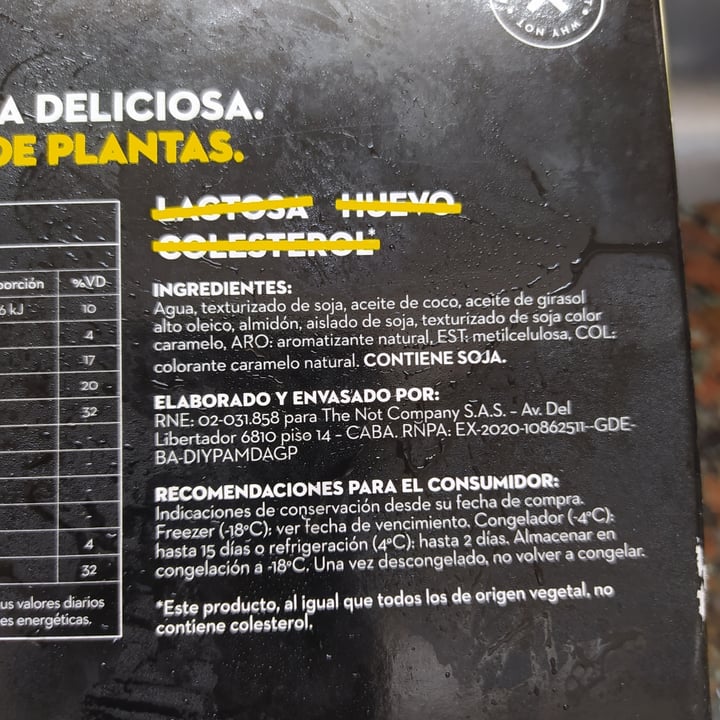 WHY NOT
A DELICIOSA.
DE PLANTAS.
LACTOSA HUEVO
COLESTEROL*
porción %VD
6 kJ 10
4
17
20
32
-
-
4
32
us valores diarios
es energéticas.
INGREDIENTES:
Agua, texturizado de soja, aceite de coco, aceite de girasol
alto oleico, almidón, aislado de soja, texturizado de soja color
caramelo, ARO: aromatizante natural, EST: metilcelulosa, COL:
colorante caramelo natural. CONTIENE SOJA.
ELABORADO Y ENVASADO POR:
RNE: 02-031.858 para The Not Company S.A.S. - Av. Del
Libertador 6810 piso 14 - CABA. RNPA: EX-2020-10862511--GDE-
BA-DIYPAMDAGP
RECOMENDACIONES PARA EL CONSUMIDOR:
Indicaciones de conservación desde su fecha de compra.
Freezer (-18°C): ver fecha de vencimiento. Congelador (-4°C):
hasta 15 días o refrigeración (4°C): hasta 2 días. Almacenar en
congelación a -18°C. Una vez descongelado, no volver a congelar.
*Este producto, al igual que todos los de origen vegetal, no
contiene colesterol.